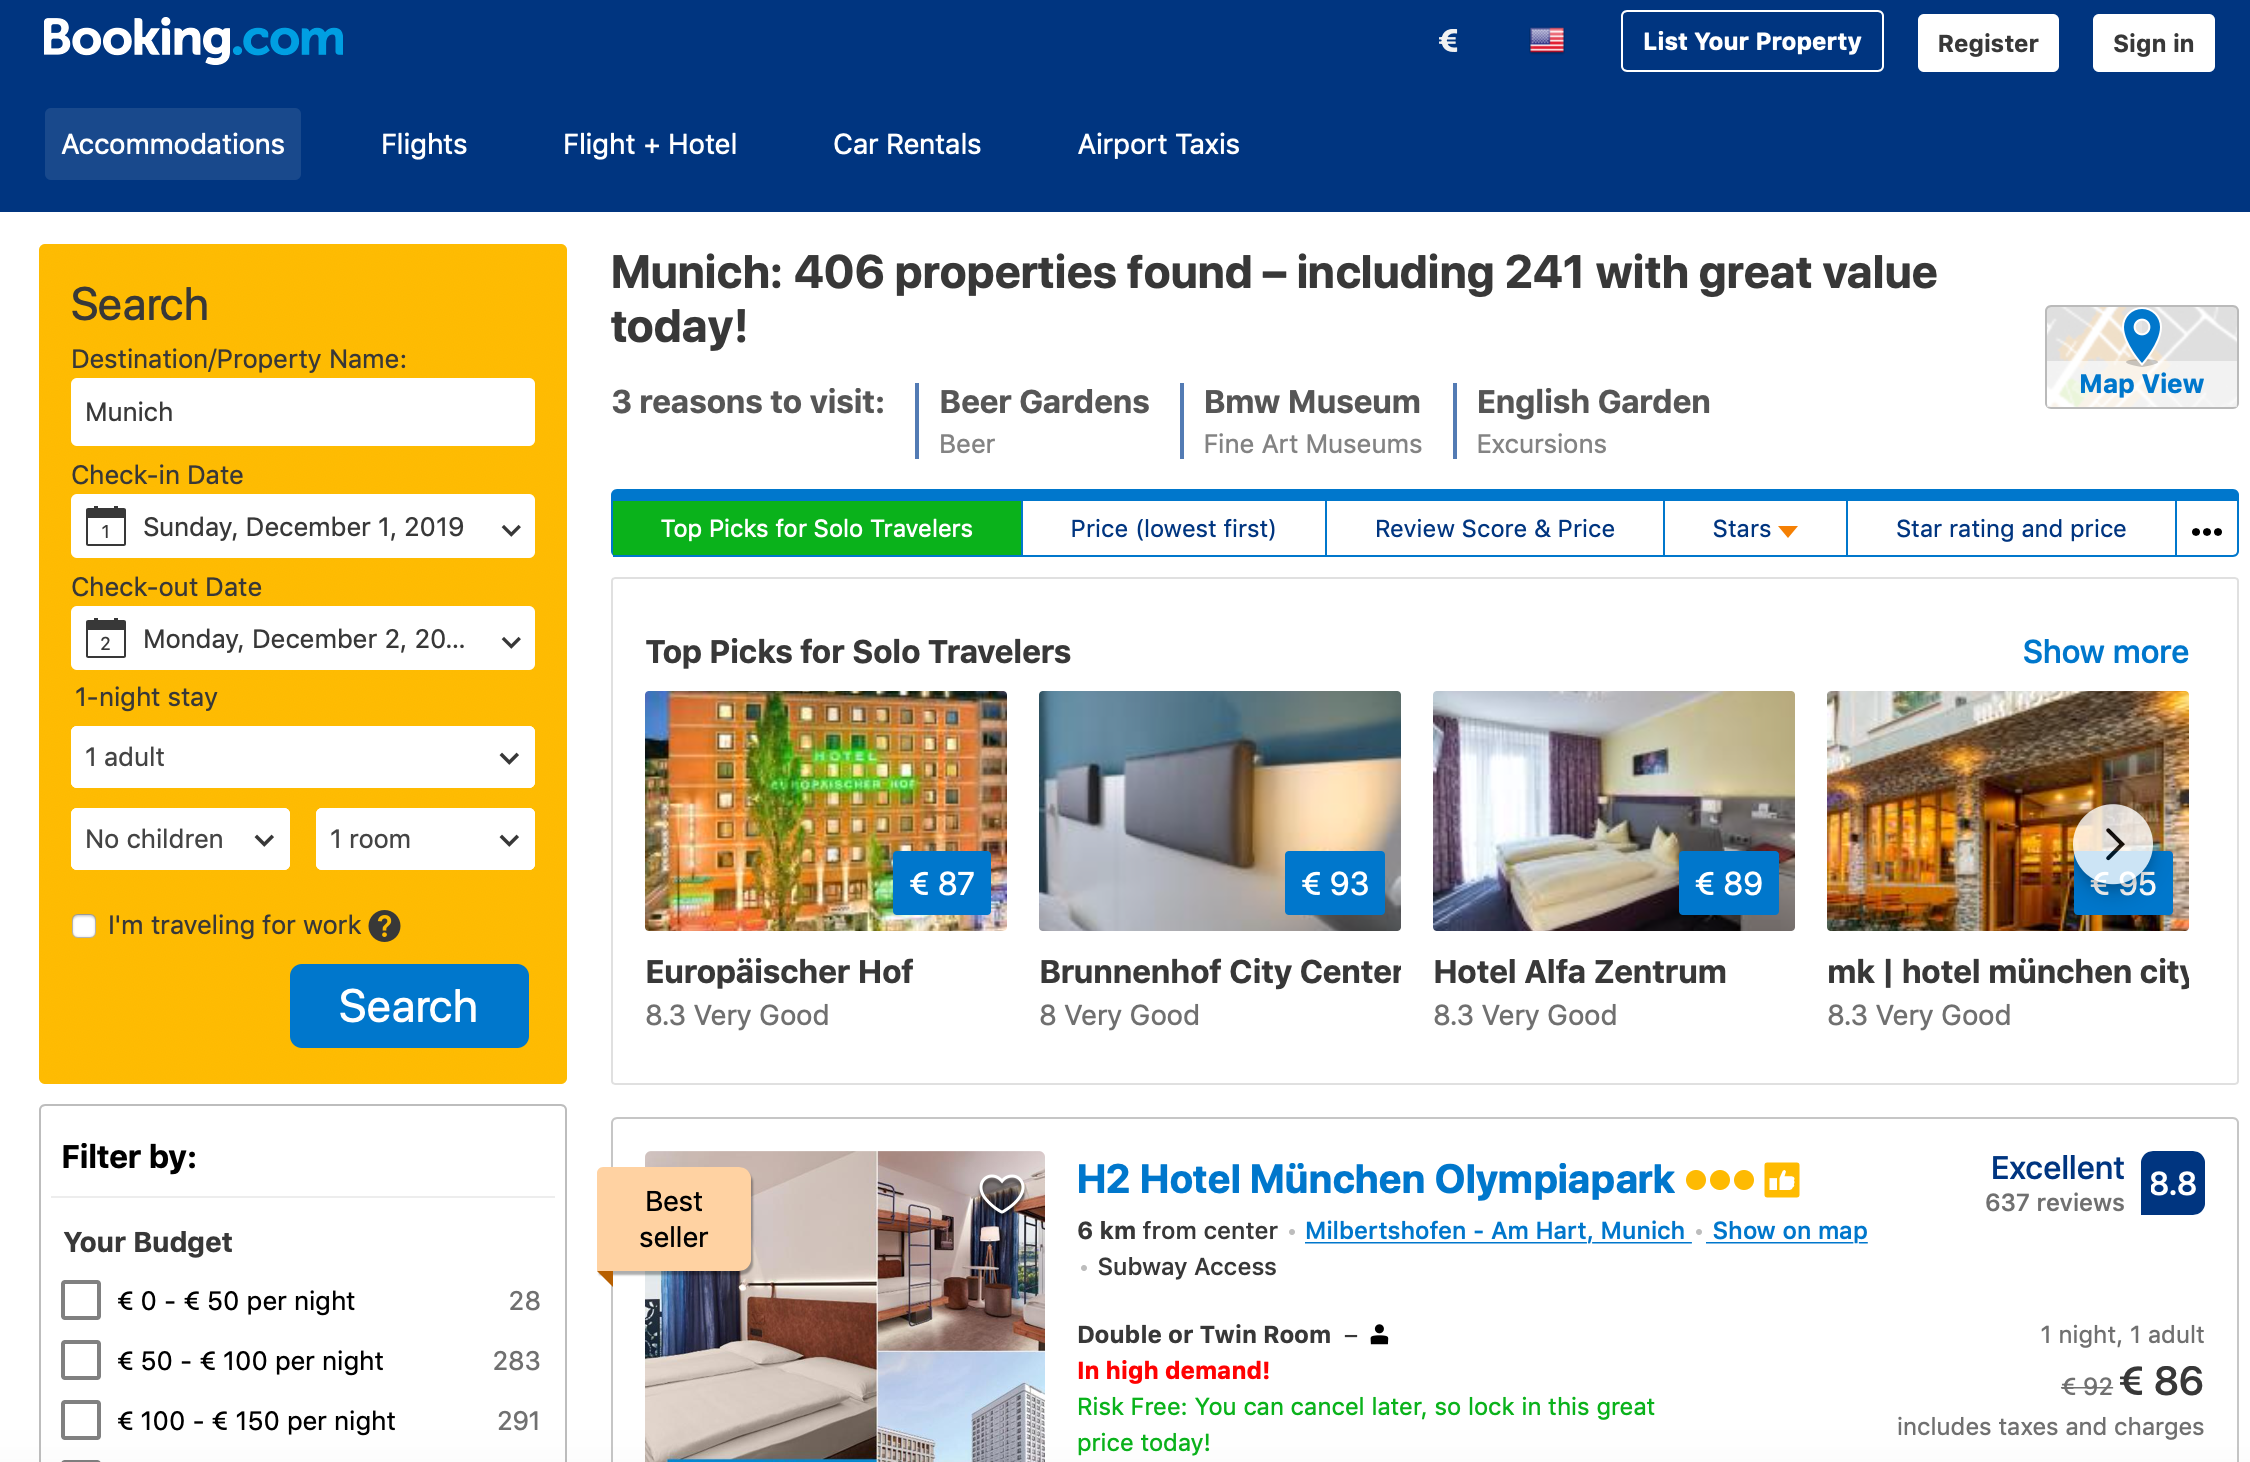 Booking.com
€
List Your Property
Register
Sign in
Accommodations
Flights
Flight + Hotel
Car Rentals
Airport Taxis
Search
Destination/Property Name:
Munich
Check-in Date
1
Sunday, December 1, 2019
Check-out Date
2
Monday, December 2, 20...
1-night stay
1 adult
No children
1 room
I'm traveling for work ?
Search
Filter by:
Your Budget
€ 0 - € 50 per night 28
€ 50 - € 100 per night 283
€ 100 - € 150 per night 291
Munich: 406 properties found – including 241 with great value
today!
Map View
3 reasons to visit:
Beer Gardens
Beer
Bmw Museum
Fine Art Museums
English Garden
Excursions
Top Picks for Solo Travelers
Price (lowest first)
Review Score & Price
Stars
Star rating and price
•••
Top Picks for Solo Travelers
Show more
HOTEL
EUROPÄISCHER HOF
€ 87
€ 93
€ 89
€ 95
Europäischer Hof
8.3 Very Good
Brunnenhof City Center
8 Very Good
Hotel Alfa Zentrum
8.3 Very Good
mk | hotel münchen city
8.3 Very Good
Best
seller
H2 Hotel München Olympiapark
6 km from center • Milbertshofen - Am Hart, Munich • Show on map
• Subway Access
Excellent
637 reviews
8.8
Double or Twin Room –
In high demand!
Risk Free: You can cancel later, so lock in this great
price today!
1 night, 1 adult
€ 92 € 86
includes taxes and charges